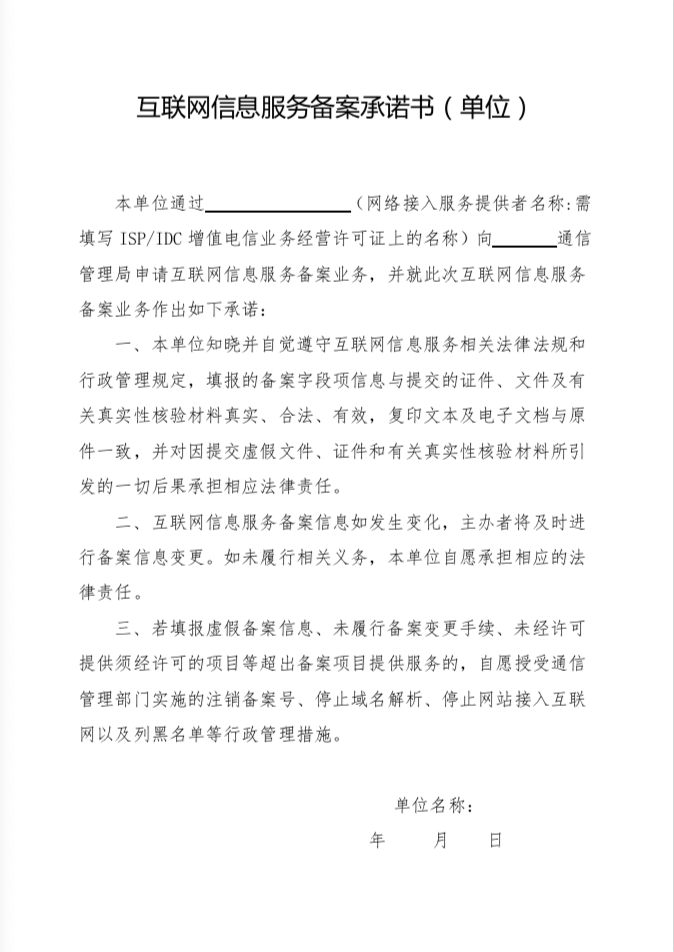 互联网信息服务备案承诺书（单位）
本单位通过（网络接入服务提供者名称:需
填写 ISP/IDC 增值电信业务经营许可证上的名称）向通信
管理局申请互联网信息服务备案业务，并就此次互联网信息服务
备案业务作出如下承诺：
一、本单位知晓并自觉遵守互联网信息服务相关法律法规和
行政管理规定，填报的备案字段项信息与提交的证件、文件及有
关真实性核验材料真实、合法、有效，复印文本及电子文档与原
件一致，并对因提交虚假文件、证件和有关真实性核验材料所引
发的一切后果承担相应法律责任。
二、互联网信息服务备案信息如发生变化，主办者将及时进
行备案信息变更。如未履行相关义务，本单位自愿承担相应的法
律责任。
三、若填报虚假备案信息、未履行备案变更手续、未经许可
提供须经许可的项目等超出备案项目提供服务的，自愿授受通信
管理部门实施的注销备案号、停止域名解析、停止网站接入互联
网以及列黑名单等行政管理措施。
单位名称：
年 月 日